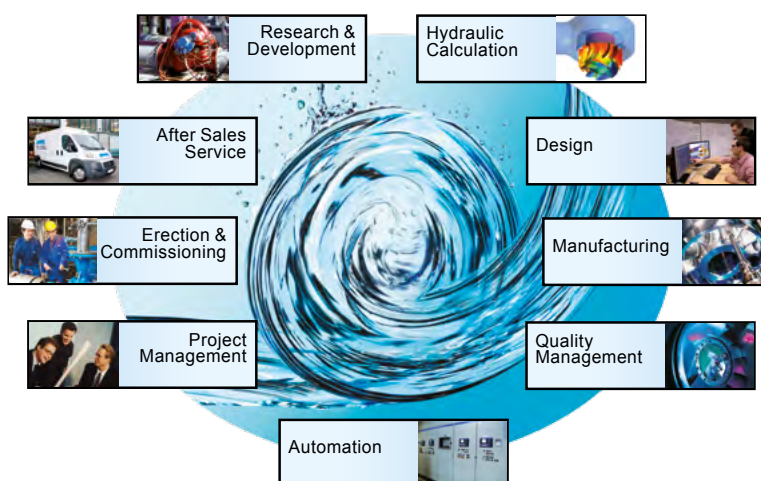 Research &
Development
Hydraulic
Calculation
After Sales
Service
Design
Erection &
Commissioning
Manufacturing
Project
Management
Quality
Management
Automation